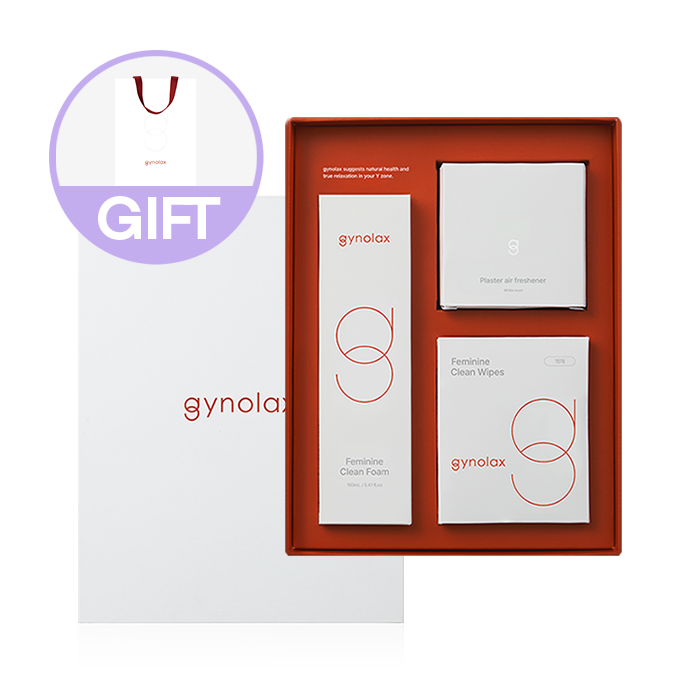 gynolax
GIFT
gynolax
gynolax suggests natural health and
true relaxation in your Y zone.
gynolax
Feminine
Clean Foam
Plaster air freshener
Feminine
Clean Wipes
gynolax